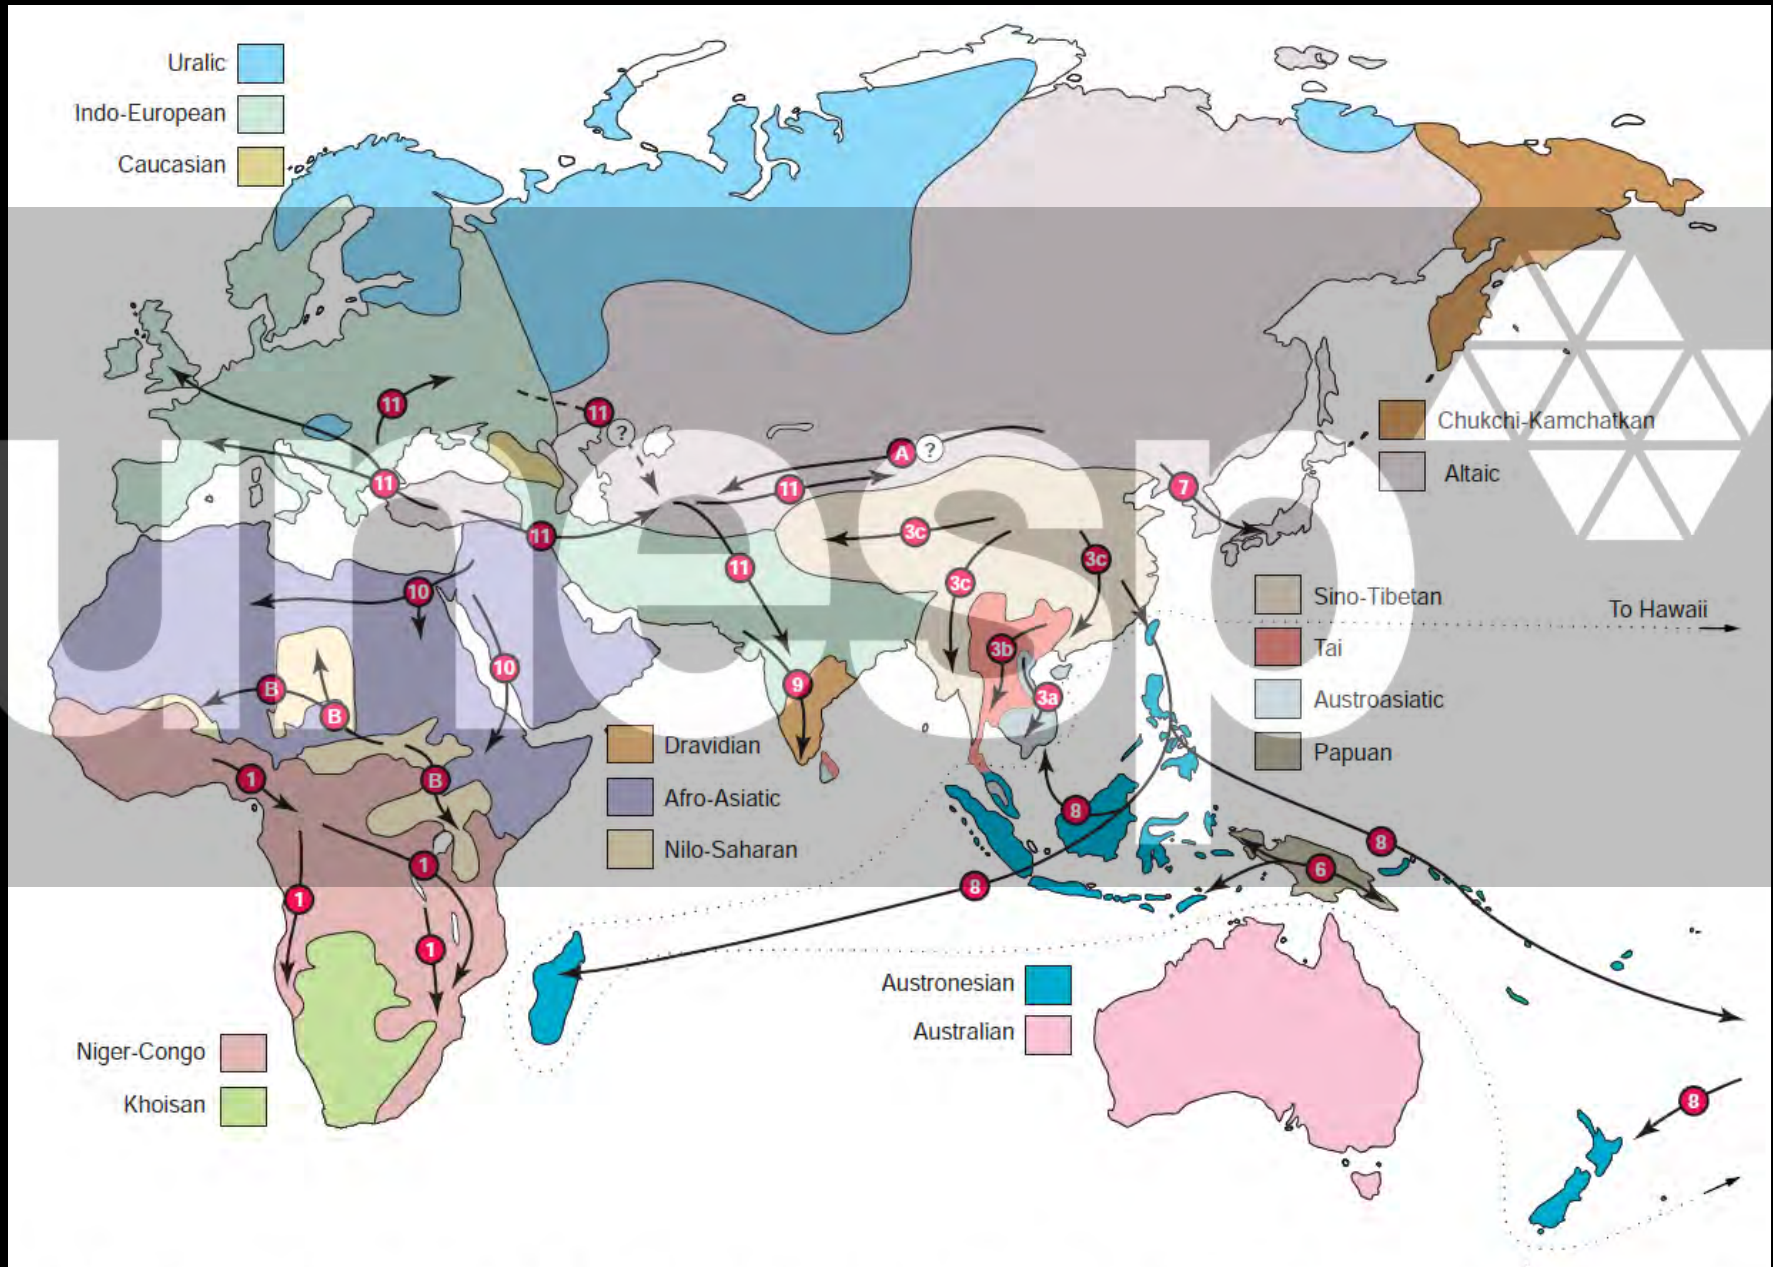 Uralic
Indo-European
Caucasian
11
11
?
A
?
11
11
11
7
Chukchi-Kamchatkan
Altaic
3c
11
3c
3c
11
10
Sino-Tibetan
To Hawaii
3b
Tai
10
9
3a
Austroasiatic
B
B
Dravidian
Papuan
1
B
Afro-Asiatic
8
Nilo-Saharan
8
1
6
1
8
1
Austronesian
Australian
Niger-Congo
Khoisan
8
unesp